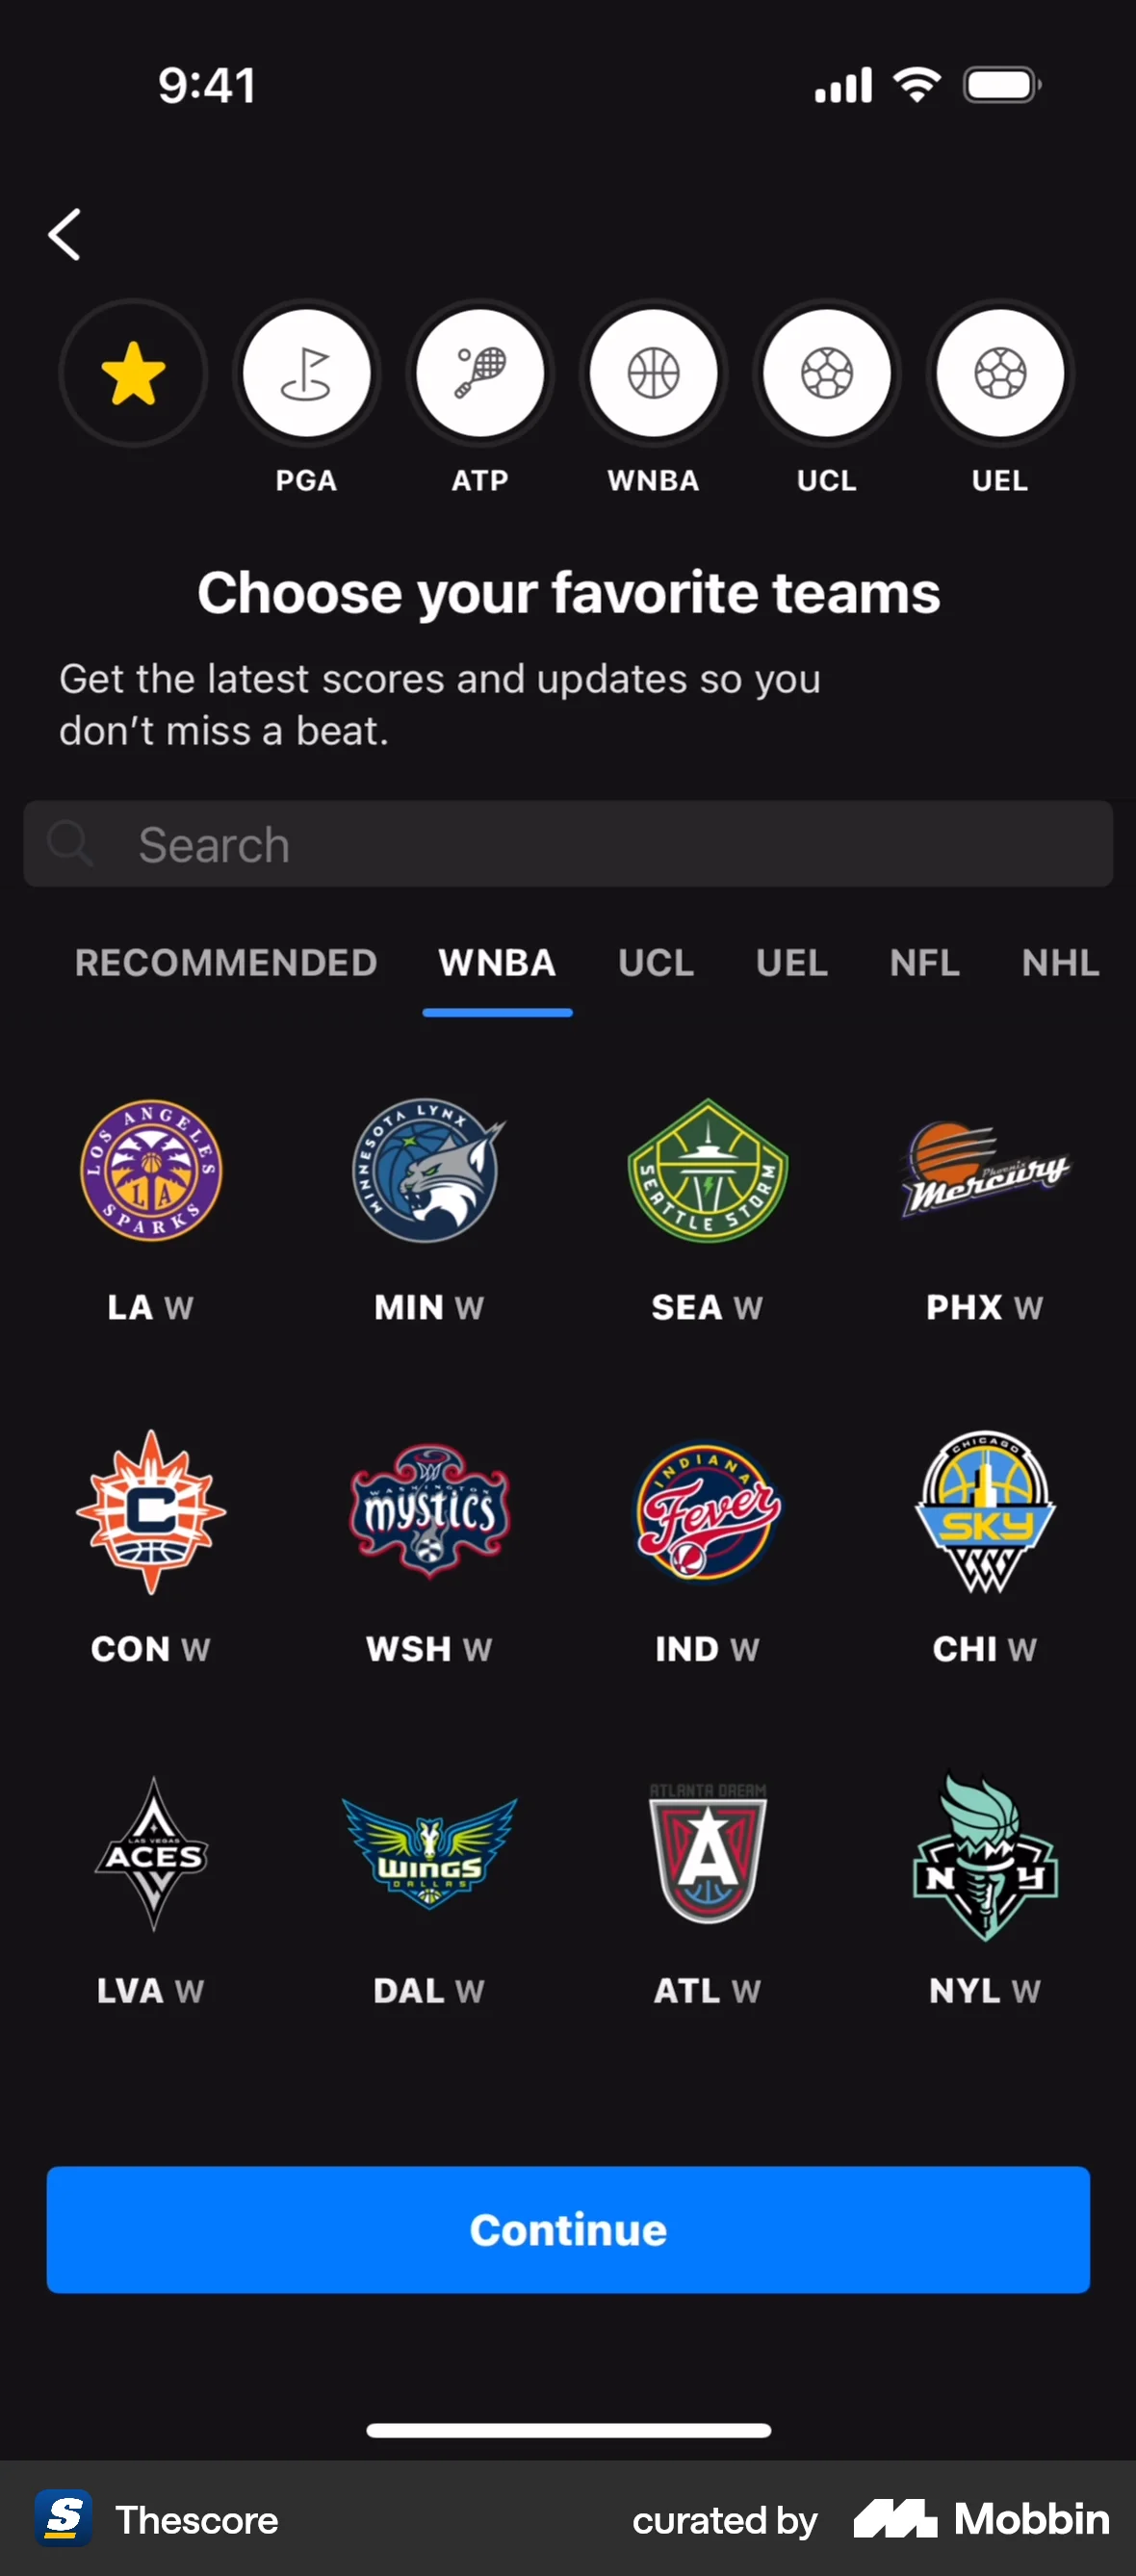 9:41
PGA ATP WNBA UCL UEL
Choose your favorite teams
Get the latest scores and updates so you
don’t miss a beat.
Search
RECOMMENDED WNBA UCL UEL NFL NHL
LOS ANGELES SPARKS LA
MINNESOTA LYNX
SEATTLE STORM
Phoenix Mercury
LA W MIN W SEA W PHX W
C
WASHINGTON MYSTICS
INDIANA Fever
CHICAGO SKY
CON W WSH W IND W CHI W
LAS VEGAS ACES
WINGS DALLAS
ATLANTA DREAM A
N Y
LVA W DAL W ATL W NYL W
Continue
S Thescore curated by Mobbin